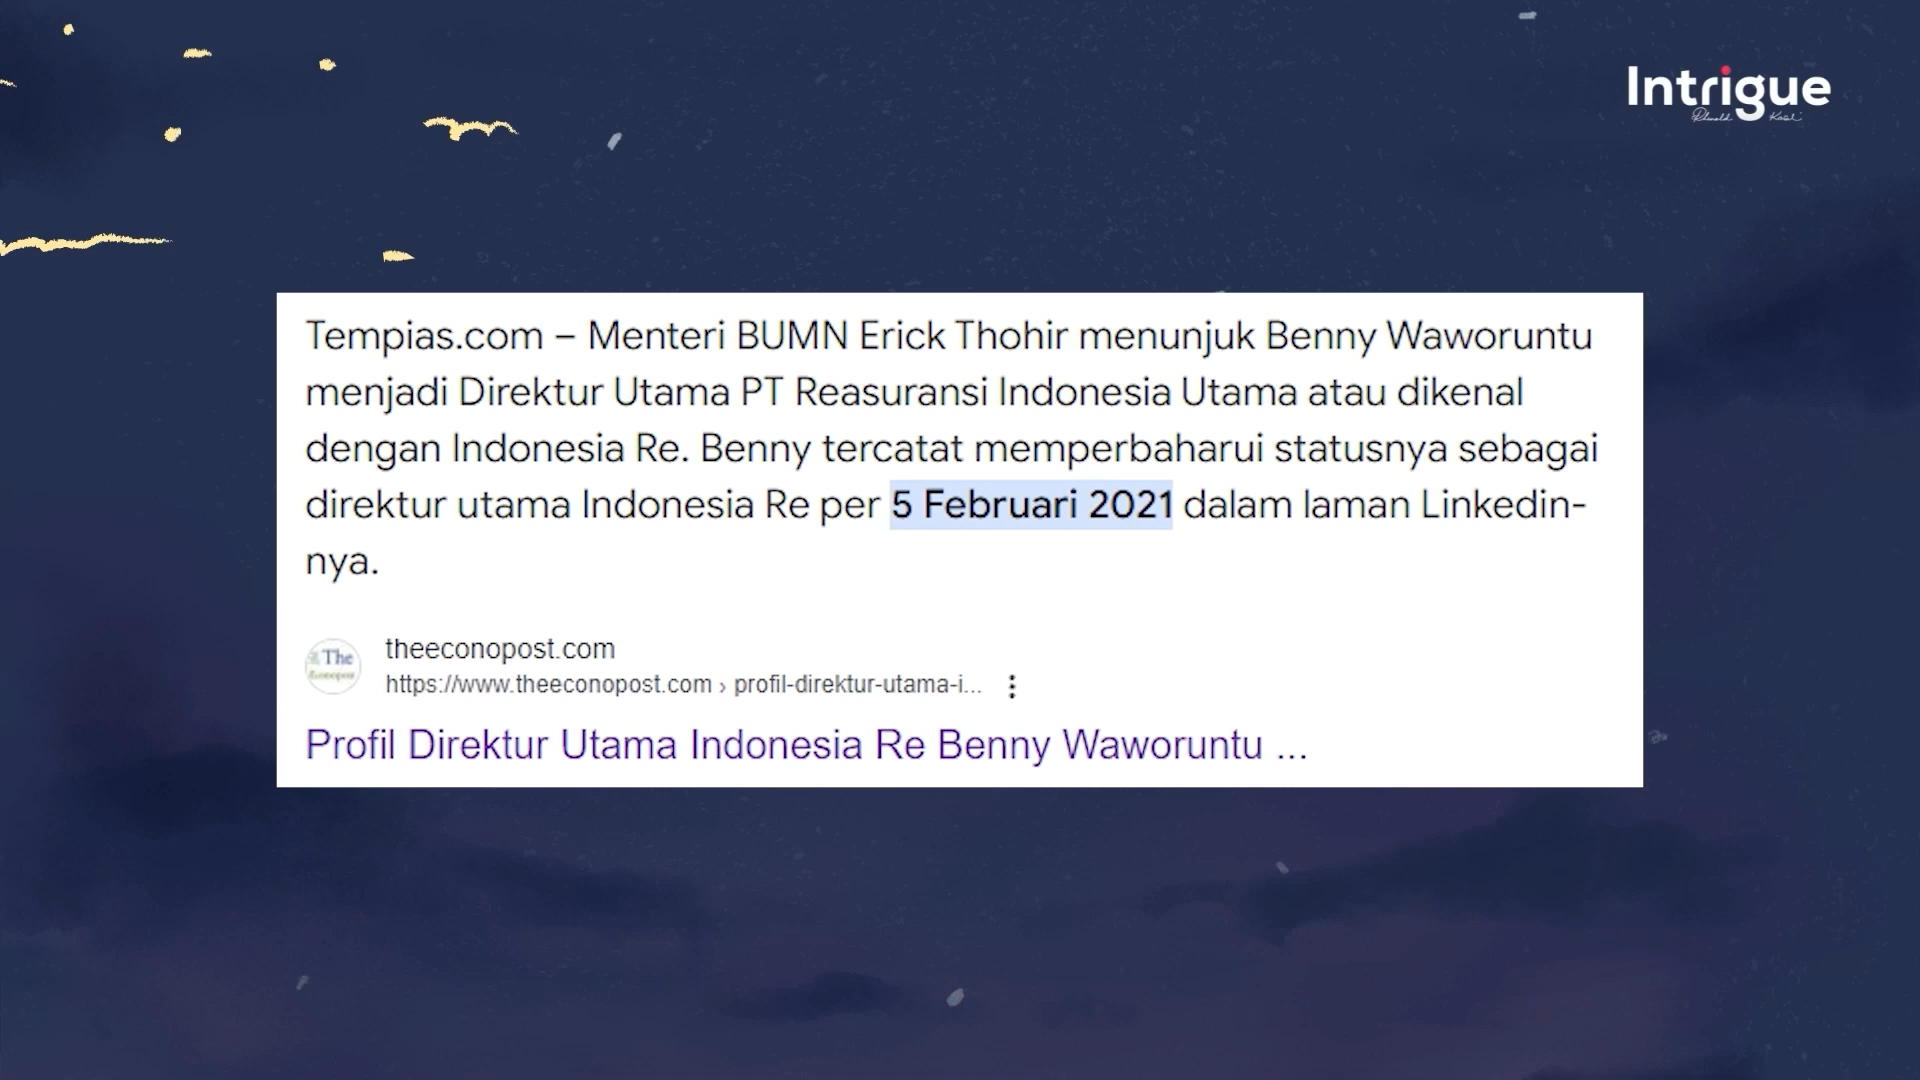 Intrigue
Tempias.com – Menteri BUMN Erick Thohir menunjuk Benny Waworuntu
menjadi Direktur Utama PT Reasuransi Indonesia Utama atau dikenal
dengan Indonesia Re. Benny tercatat memperbaharui statusnya sebagai
direktur utama Indonesia Re per 5 Februari 2021 dalam laman Linkedin-
nya.
The
theeconopost.com
https://www.theeconopost.com › profil-direktur-utama-i...
Profil Direktur Utama Indonesia Re Benny Waworuntu ...